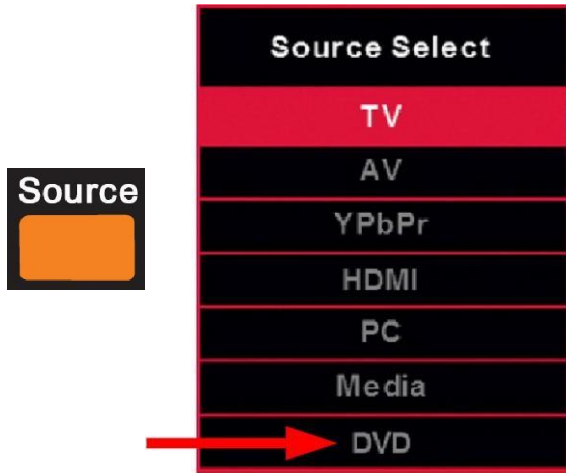 Source
Source Select
TV
AV
YPbPr
HDMI
PC
Media
DVD